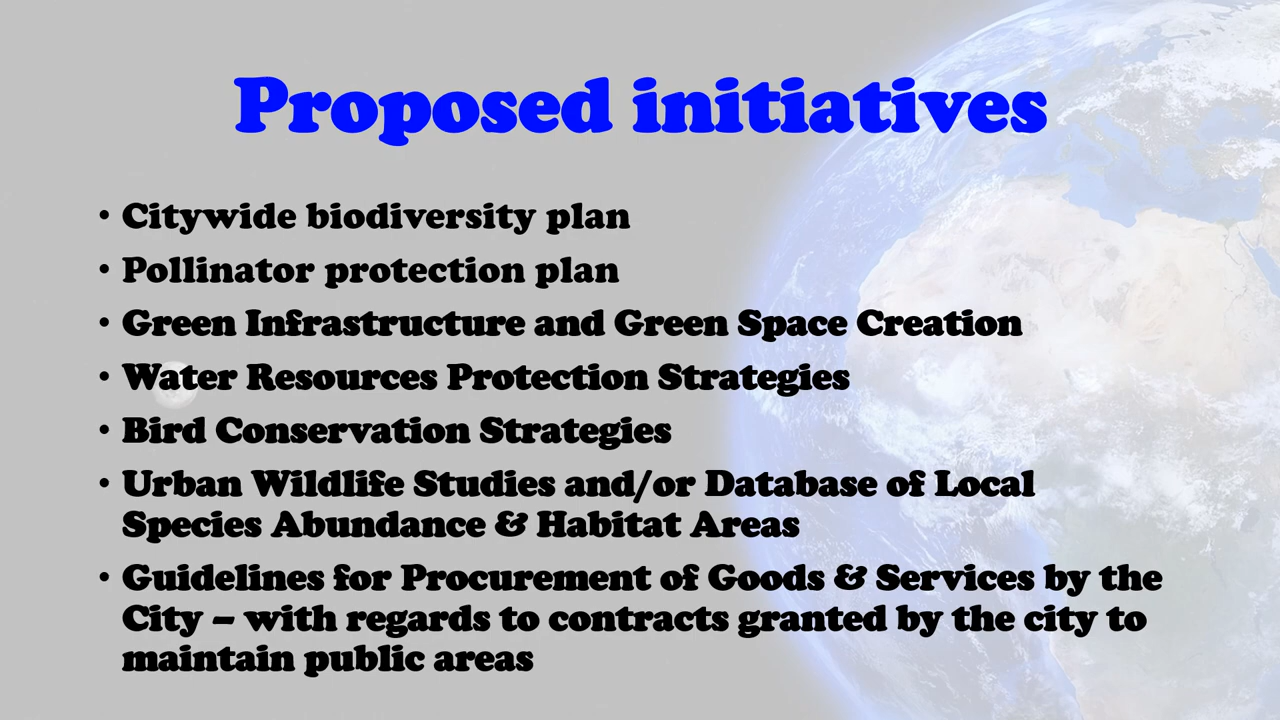 Proposed initiatives
• Citywide biodiversity plan
• Pollinator protection plan
• Green Infrastructure and Green Space Creation
• Water Resources Protection Strategies
• Bird Conservation Strategies
• Urban Wildlife Studies and/or Database of Local
Species Abundance & Habitat Areas
• Guidelines for Procurement of Goods & Services by the
City – with regards to contracts granted by the city to
maintain public areas